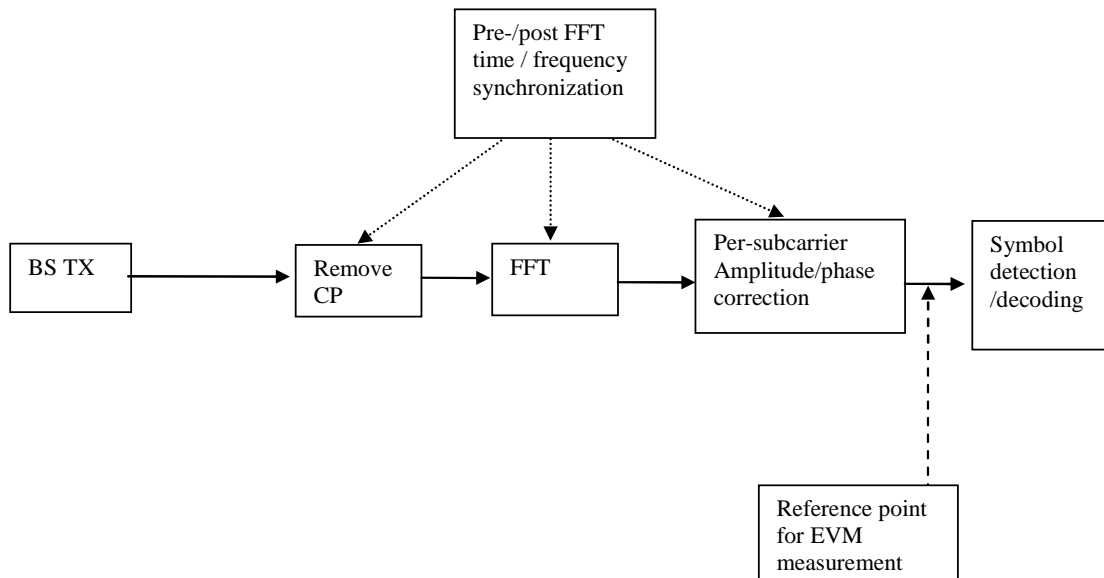 Pre-/post FFT
time / frequency
synchronization
BS TX
Remove
CP
FFT
Per-subcarrier
Amplitude/phase
correction
Symbol
detection
/decoding
Reference point
for EVM
measurement